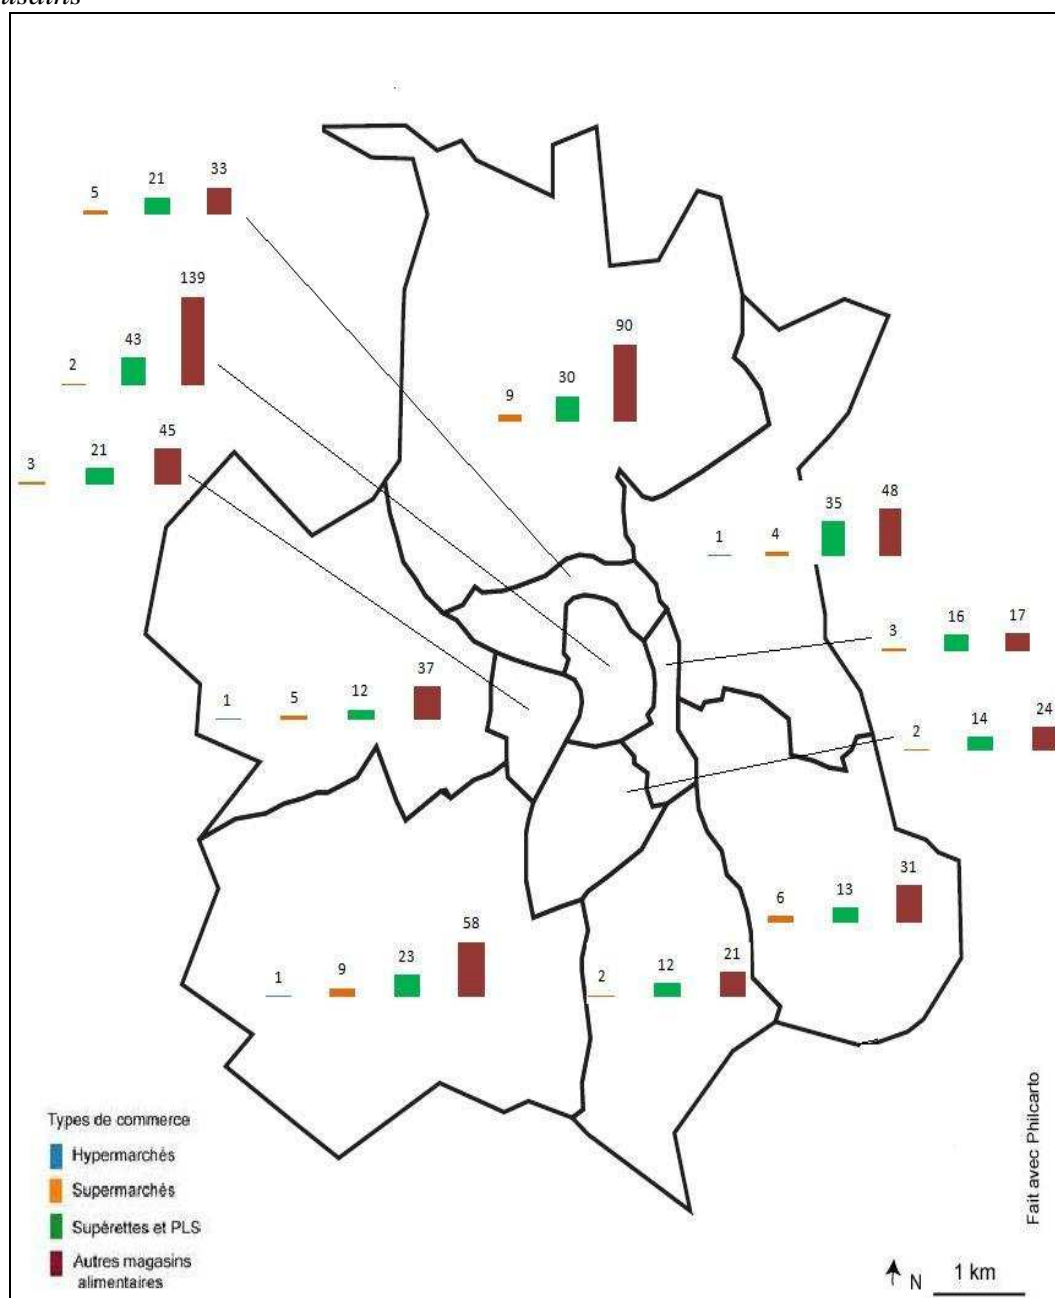 usains
5 21 33
2 43 139
3 21 45
9 30 90
1 4 35 48
3 16 17
2 14 24
1 5 12 37
6 13 31
1 9 23 58
2 12 21
Types de commerce
Hypermarchés
Supermarchés
Supérettes et PLS
Autres magasins
alimentaires
Fait avec Philcarto
N 1 km